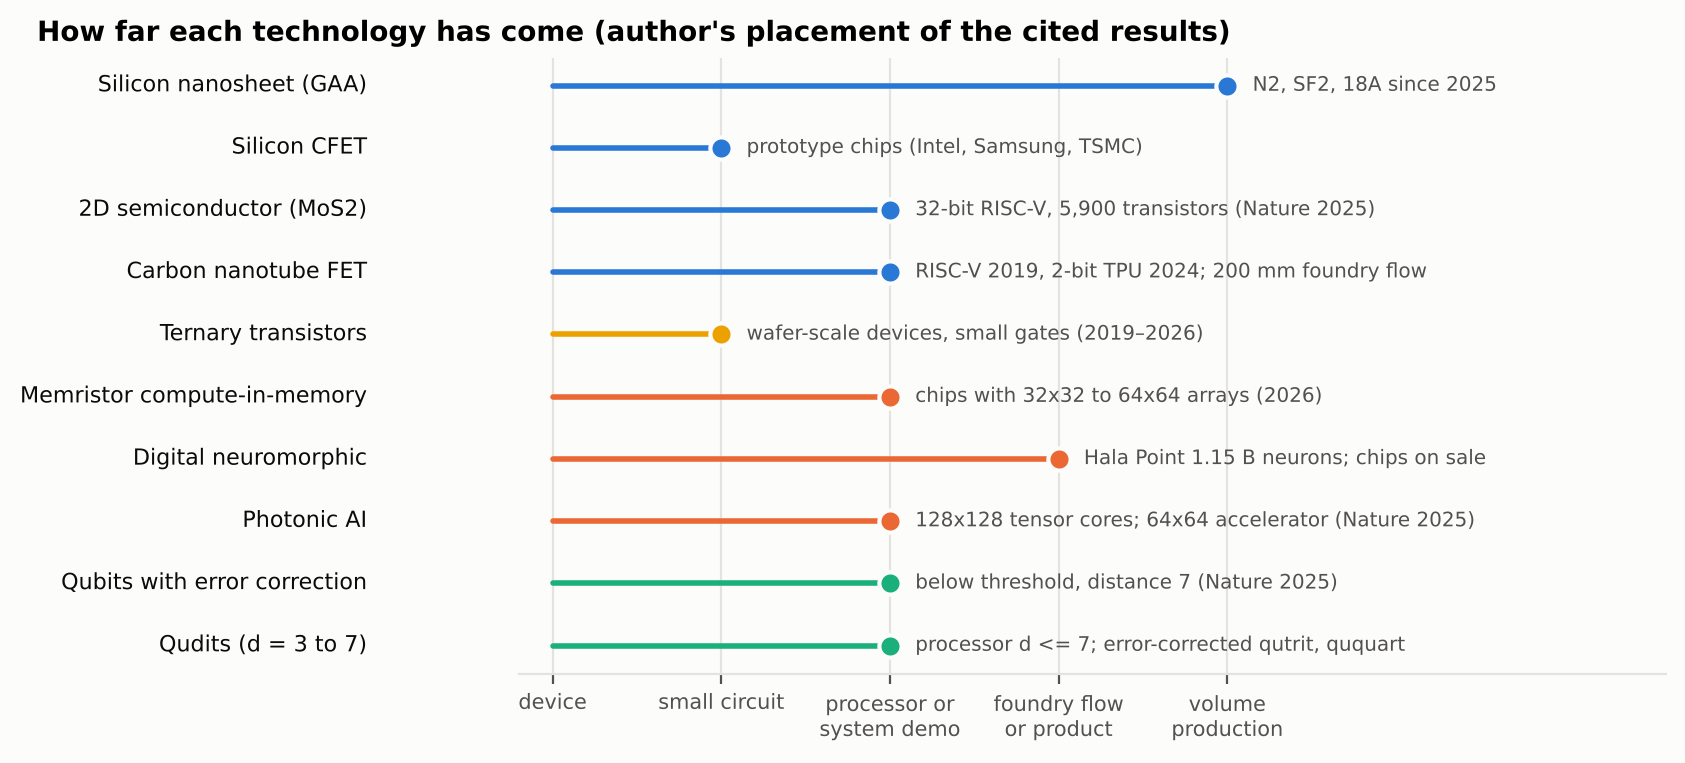 How far each technology has come (author's placement of the cited results)
Silicon nanosheet (GAA)
N2, SF2, 18A since 2025
Silicon CFET
prototype chips (Intel, Samsung, TSMC)
2D semiconductor (MoS2)
32-bit RISC-V, 5,900 transistors (Nature 2025)
Carbon nanotube FET
RISC-V 2019, 2-bit TPU 2024; 200 mm foundry flow
Ternary transistors
wafer-scale devices, small gates (2019–2026)
Memristor compute-in-memory
chips with 32x32 to 64x64 arrays (2026)
Digital neuromorphic
Hala Point 1.15 B neurons; chips on sale
Photonic AI
128x128 tensor cores; 64x64 accelerator (Nature 2025)
Qubits with error correction
below threshold, distance 7 (Nature 2025)
Qudits (d = 3 to 7)
processor d <= 7; error-corrected qutrit, ququart
device
small circuit
processor or
system demo
foundry flow
or product
volume
production